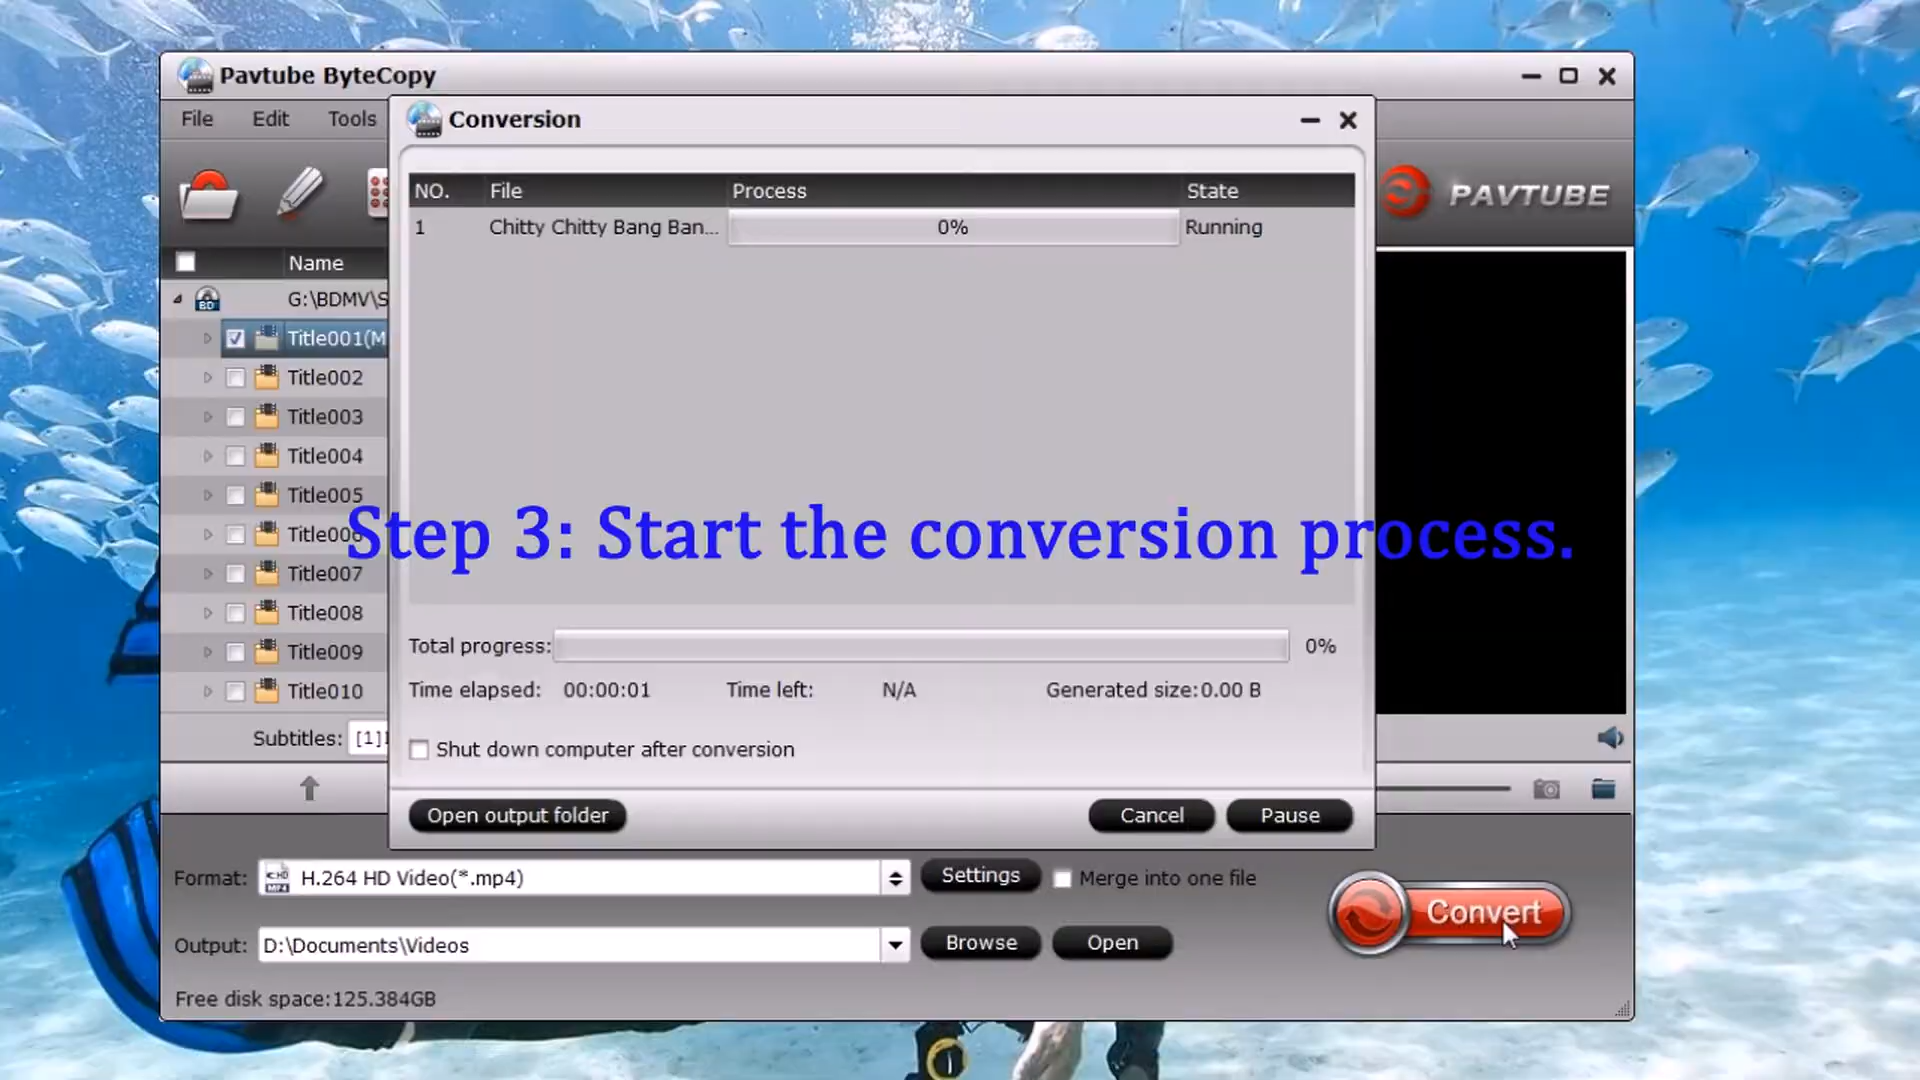 Pavtube ByteCopy
File Edit Tools
Conversion
PAVTUBE
NO. File Process State
1 Chitty Chitty Bang Ban... 0% Running
Name
G:\BDMV\S
Title001(M
Title002
Title003
Title004
Title005
Title006
Title007
Title008
Title009
Title010
Step 3: Start the conversion process.
Total progress: 0%
Time elapsed: 00:00:01 Time left: N/A Generated size:0.00 B
Subtitles: [1]
Shut down computer after conversion
Open output folder Cancel Pause
Format: H.264 HD Video(*.mp4) Settings Merge into one file
Convert
Output: D:\Documents\Videos Browse Open
Free disk space:125.384GB